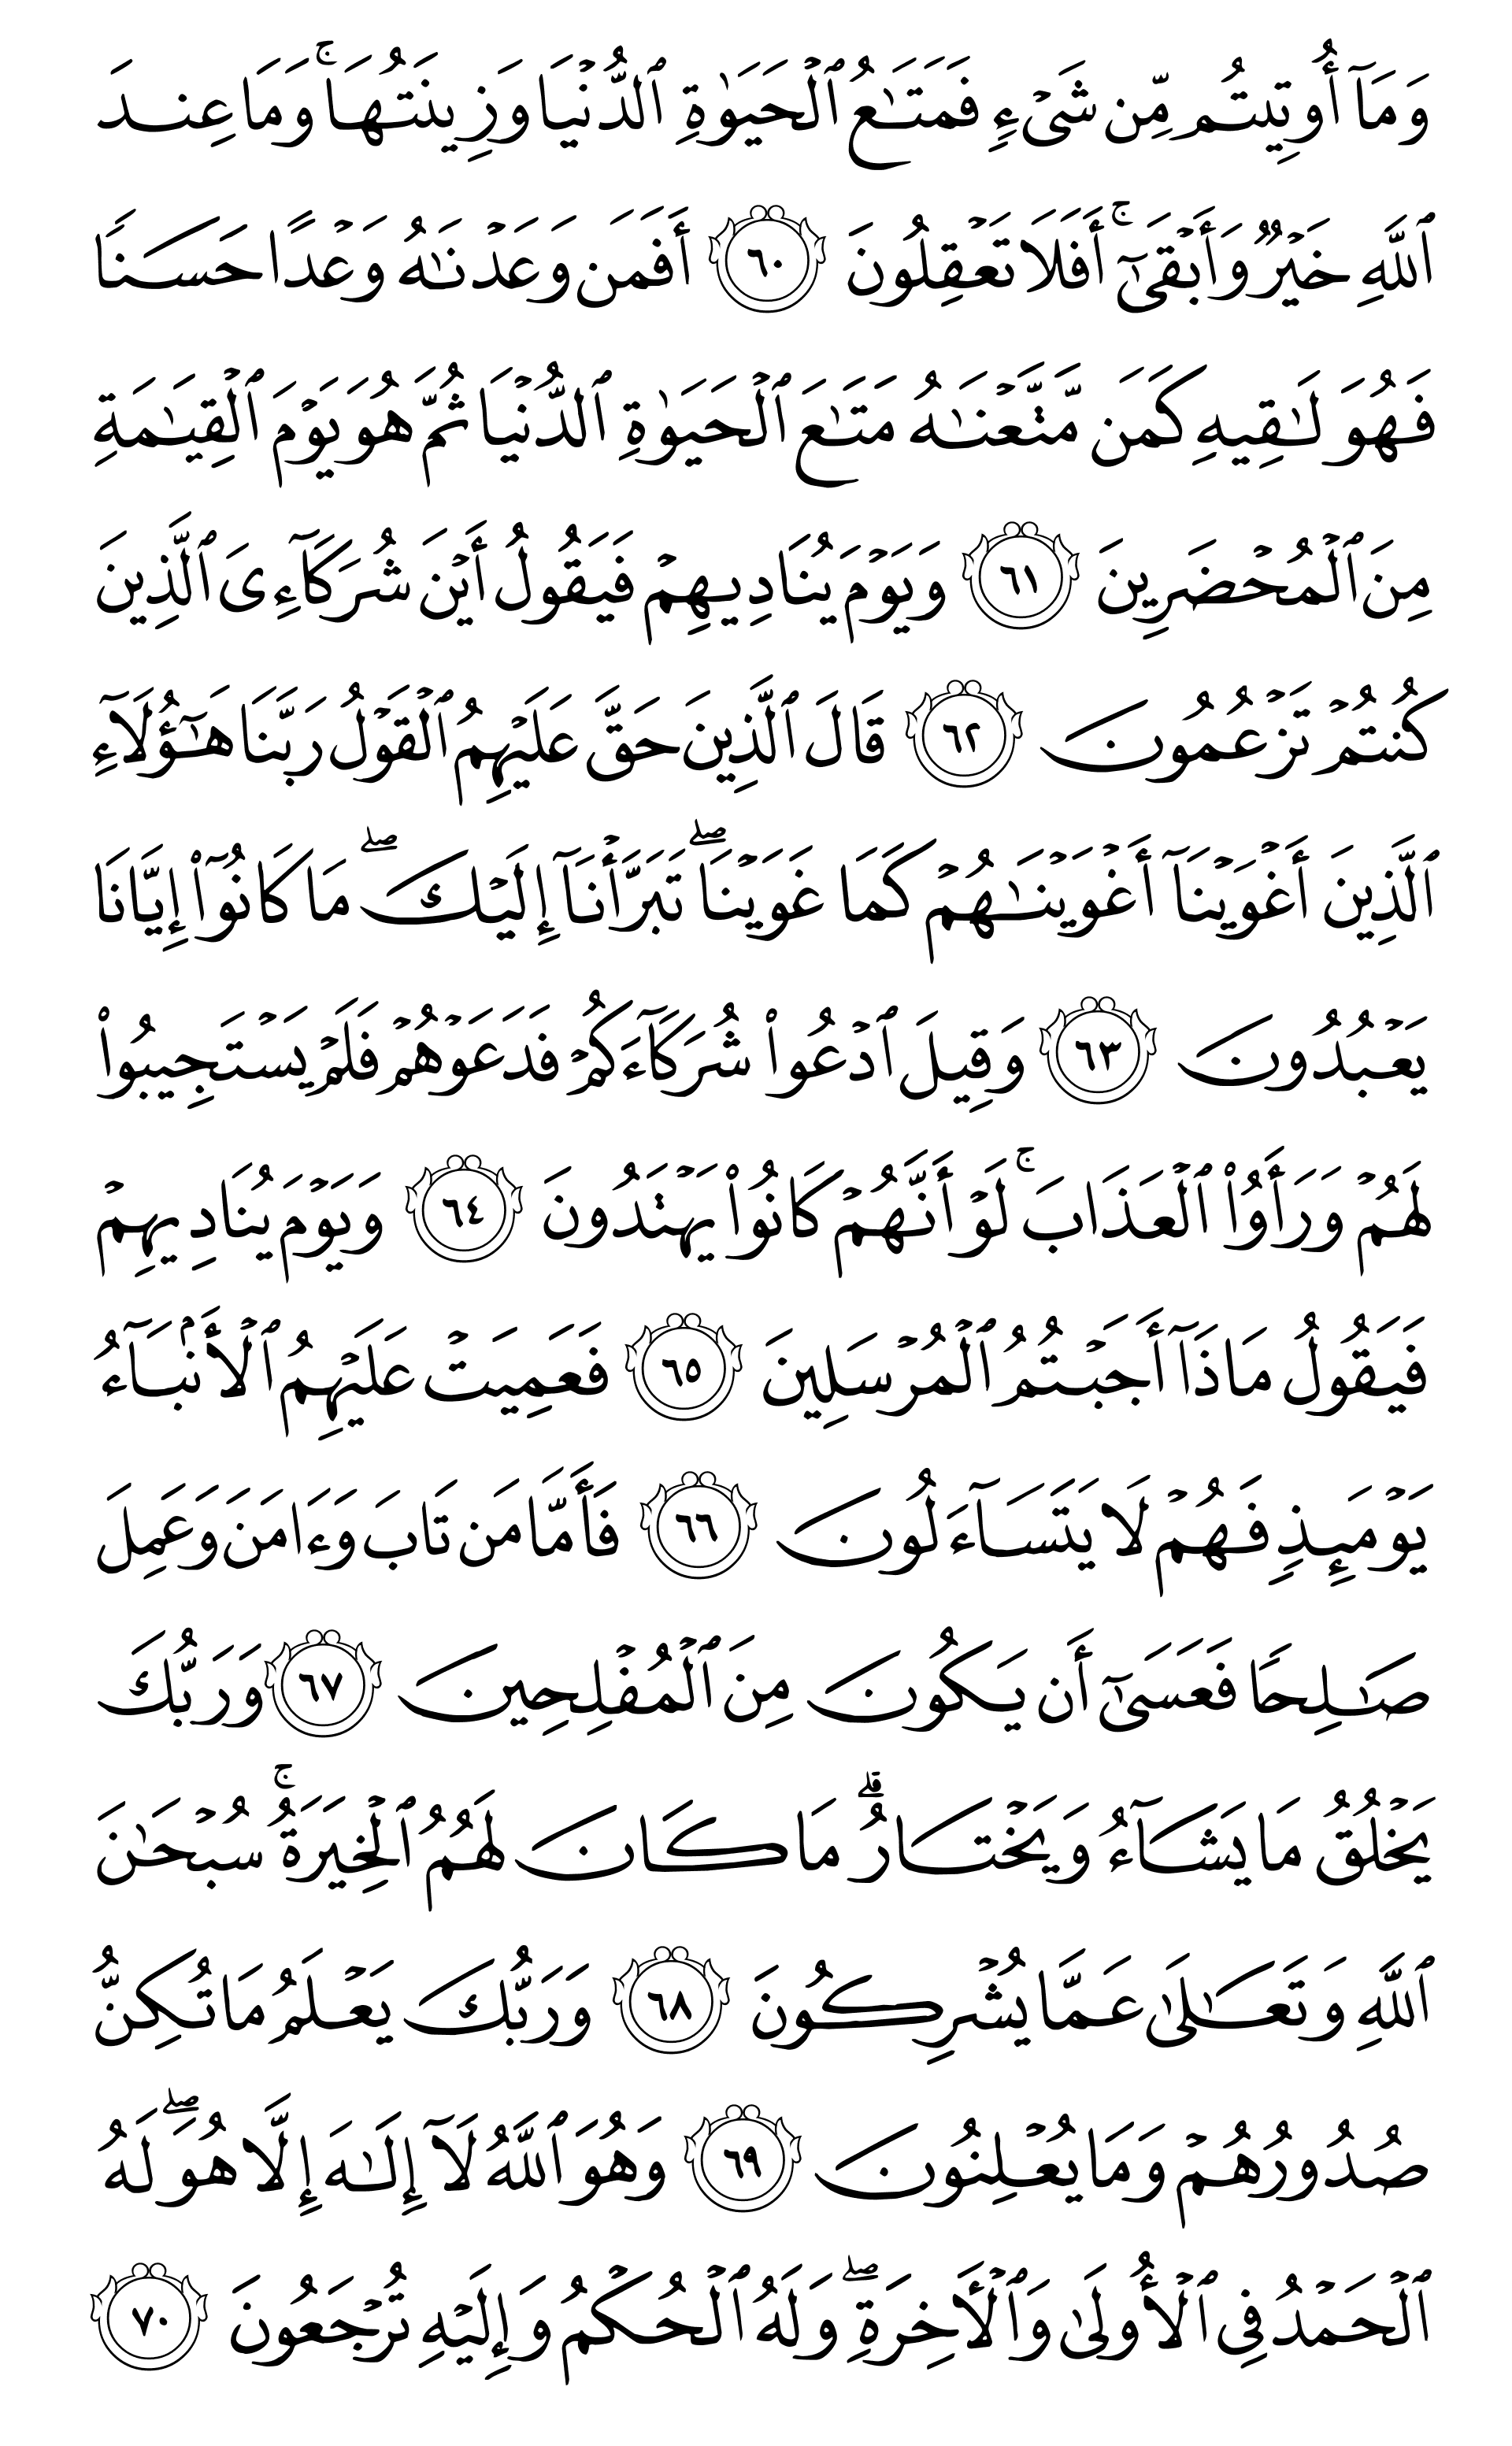 وَمَآ أُوتِيتُم مِّن شَىْءٍ فَمَتَـٰعُ ٱلْحَيَوٰةِ ٱلدُّنْيَا وَزِينَتُهَا ۚ وَمَا عِندَ
ٱللَّهِ خَيْرٌ وَأَبْقَىٰٓ ۚ أَفَلَا تَعْقِلُونَ ٦٠ أَفَمَن وَعَدْنَـٰهُ وَعْدًا حَسَنًا
فَهُوَ لَـٰقِيهِ كَمَن مَّتَّعْنَـٰهُ مَتَـٰعَ ٱلْحَيَوٰةِ ٱلدُّنْيَا ثُمَّ هُوَ يَوْمَ ٱلْقِيَـٰمَةِ
مِنَ ٱلْمُحْضَرِينَ ٦١ وَيَوْمَ يُنَادِيهِمْ فَيَقُولُ أَيْنَ شُرَكَآءِىَ ٱلَّذِينَ
كُنتُمْ تَزْعُمُونَ ٦٢ قَالَ ٱلَّذِينَ حَقَّ عَلَيْهِمُ ٱلْقَوْلُ رَبَّنَا هَـٰٓؤُلَآءِ
ٱلَّذِينَ أَغْوَيْنَآ أَغْوَيْنَـٰهُمْ كَمَا غَوَيْنَا ۖ تَبَرَّأْنَآ إِلَيْكَ ۖ مَا كَانُوٓا۟ إِيَّانَا
يَعْبُدُونَ ٦٣ وَقِيلَ ٱدْعُوا۟ شُرَكَآءَكُمْ فَدَعَوْهُمْ فَلَمْ يَسْتَجِيبُوا۟
لَهُمْ وَرَأَوُا۟ ٱلْعَذَابَ ۚ لَوْ أَنَّهُمْ كَانُوا۟ يَهْتَدُونَ ٦٤ وَيَوْمَ يُنَادِيهِمْ
فَيَقُولُ مَاذَآ أَجَبْتُمُ ٱلْمُرْسَلِينَ ٦٥ فَعَمِيَتْ عَلَيْهِمُ ٱلْأَنۢبَآءُ
يَوْمَئِذٍ فَهُمْ لَا يَتَسَآءَلُونَ ٦٦ فَأَمَّا مَن تَابَ وَءَامَنَ وَعَمِلَ
صَـٰلِحًا فَعَسَىٰٓ أَن يَكُونَ مِنَ ٱلْمُفْلِحِينَ ٦٧ وَرَبُّكَ
يَخْلُقُ مَا يَشَآءُ وَيَخْتَارُ ۗ مَا كَانَ لَهُمُ ٱلْخِيَرَةُ ۚ سُبْحَـٰنَ
ٱللَّهِ وَتَعَـٰلَىٰ عَمَّا يُشْرِكُونَ ٦٨ وَرَبُّكَ يَعْلَمُ مَا تُكِنُّ
صُدُورُهُمْ وَمَا يُعْلِنُونَ ٦٩ وَهُوَ ٱللَّهُ لَآ إِلَـٰهَ إِلَّا هُوَ ۖ لَهُ
ٱلْحَمْدُ فِى ٱلْأُولَىٰ وَٱلْـَٔاخِرَةِ ۖ وَلَهُ ٱلْحُكْمُ وَإِلَيْهِ تُرْجَعُونَ ٧٠